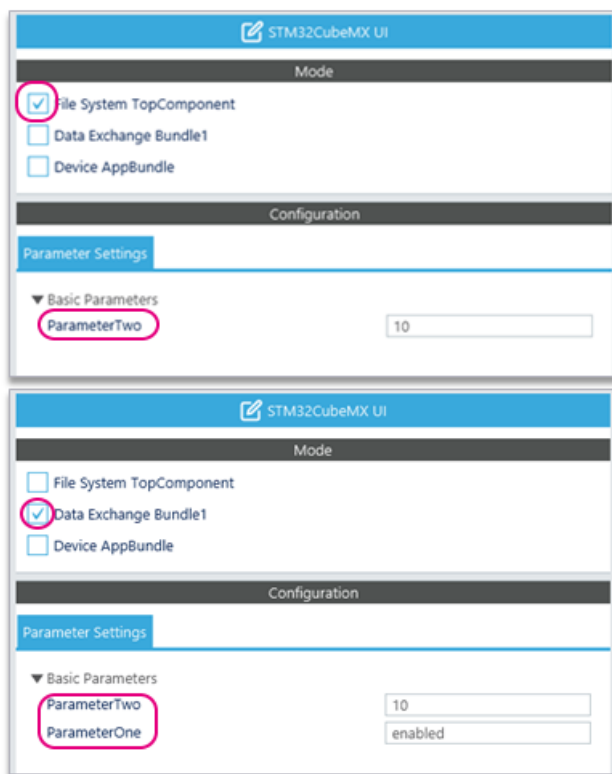 STM32CubeMX UI
Mode
File System TopComponent
Data Exchange Bundle1
Device AppBundle
Configuration
Parameter Settings
Basic Parameters
ParameterTwo 10
STM32CubeMX UI
Mode
File System TopComponent
Data Exchange Bundle1
Device AppBundle
Configuration
Parameter Settings
Basic Parameters
ParameterTwo 10
ParameterOne enabled